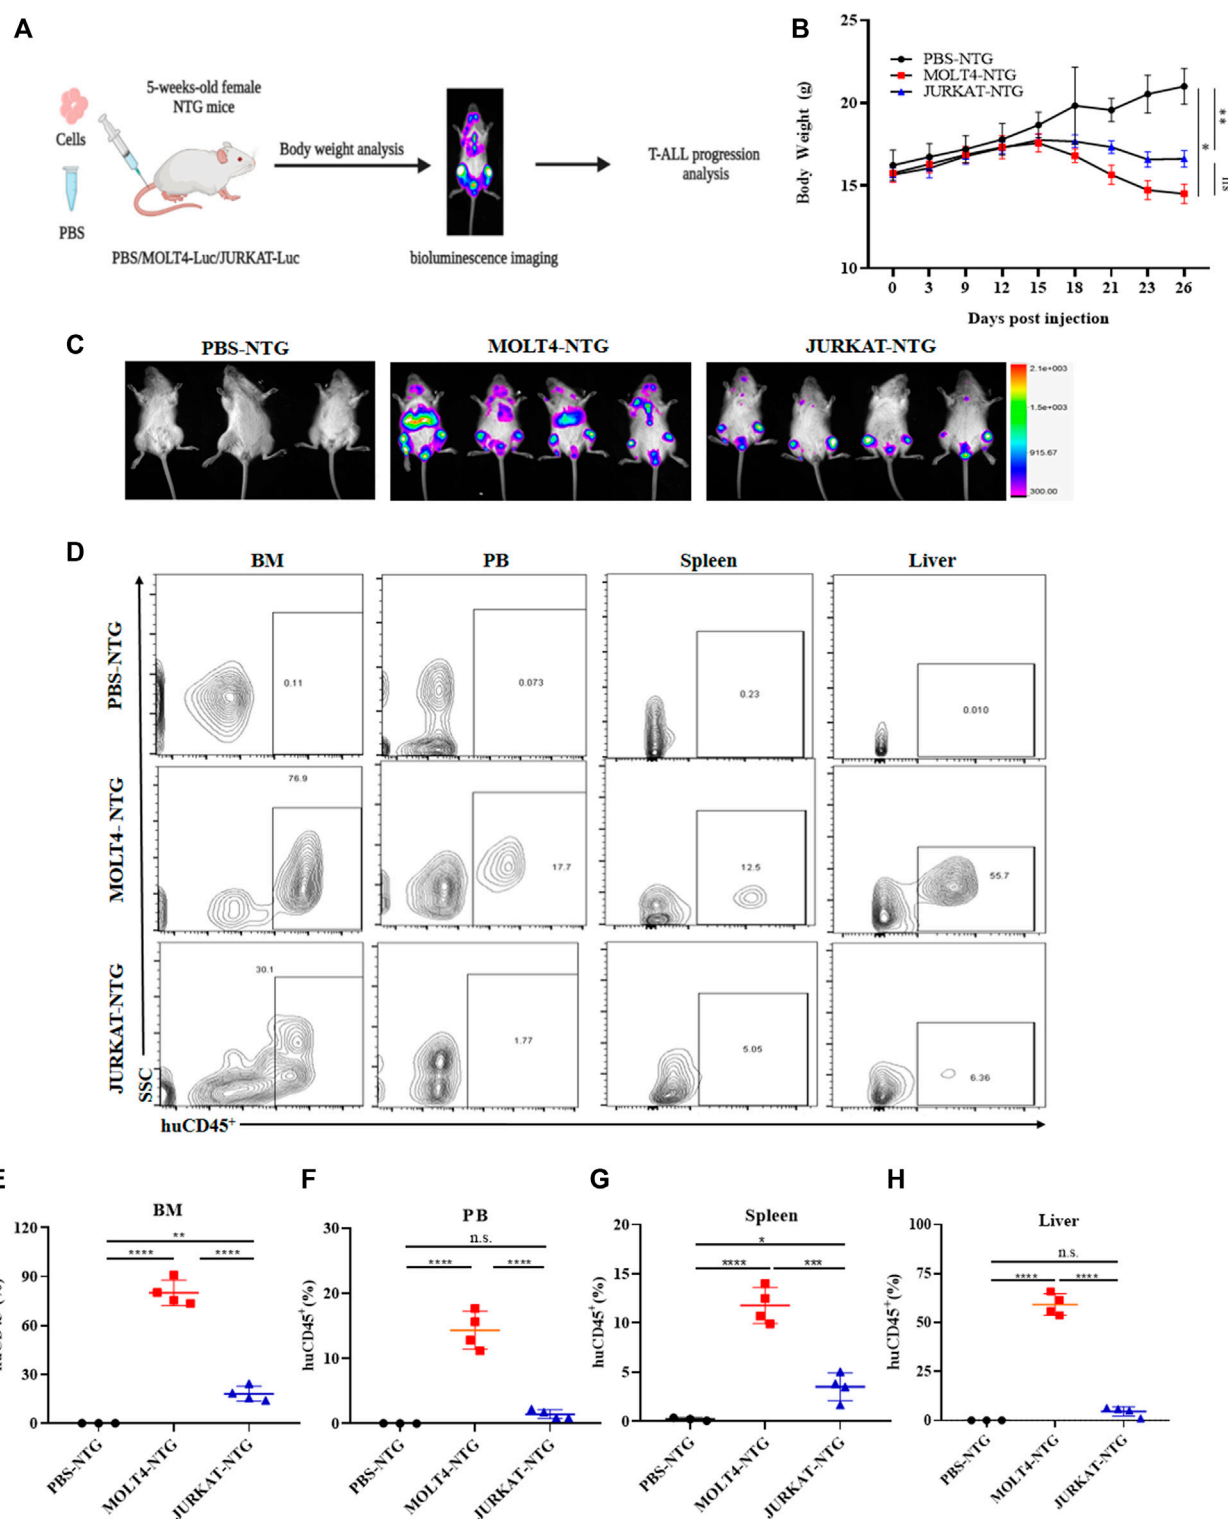 A
5-weeks-old female
NTG mice
Cells
PBS
Body weight analysis
T-ALL progression
analysis
PBS/MOLT4-Luc/JURKAT-Luc
bioluminescence imaging
B
PBS-NTG
MOLT4-NTG
JURKAT-NTG
Body Weight (g)
25
20
15
10
0 3 9 12 15 18 21 23 26
Days post injection
**
*
ns
C
PBS-NTG MOLT4-NTG JURKAT-NTG
2.1e+003
1.5e+003
915.67
300.00
D
BM PB Spleen Liver
PBS-NTG
0.11 0.073 0.23 0.010
MOLT4- NTG
76.9 17.7 12.5 55.7
JURKAT-NTG
30.1 1.77 5.05 6.36
SSC
huCD45+
E
BM
120
90
60
30
0
** 
**** ****
PBS-NTG
MOLT4-NTG
JURKAT-NTG
F
PB
huCD45+(%)
30
20
10
0
n.s.
**** ****
PBS-NTG
MOLT4-NTG
JURKAT-NTG
G
Spleen
huCD45+(%)
20
15
10
5
0
*
**** ***
PBS-NTG
MOLT4-NTG
JURKAT-NTG
H
Liver
huCD45+(%)
100
75
50
25
0
n.s.
**** ****
PBS-NTG
MOLT4-NTG
JURKAT-NTG